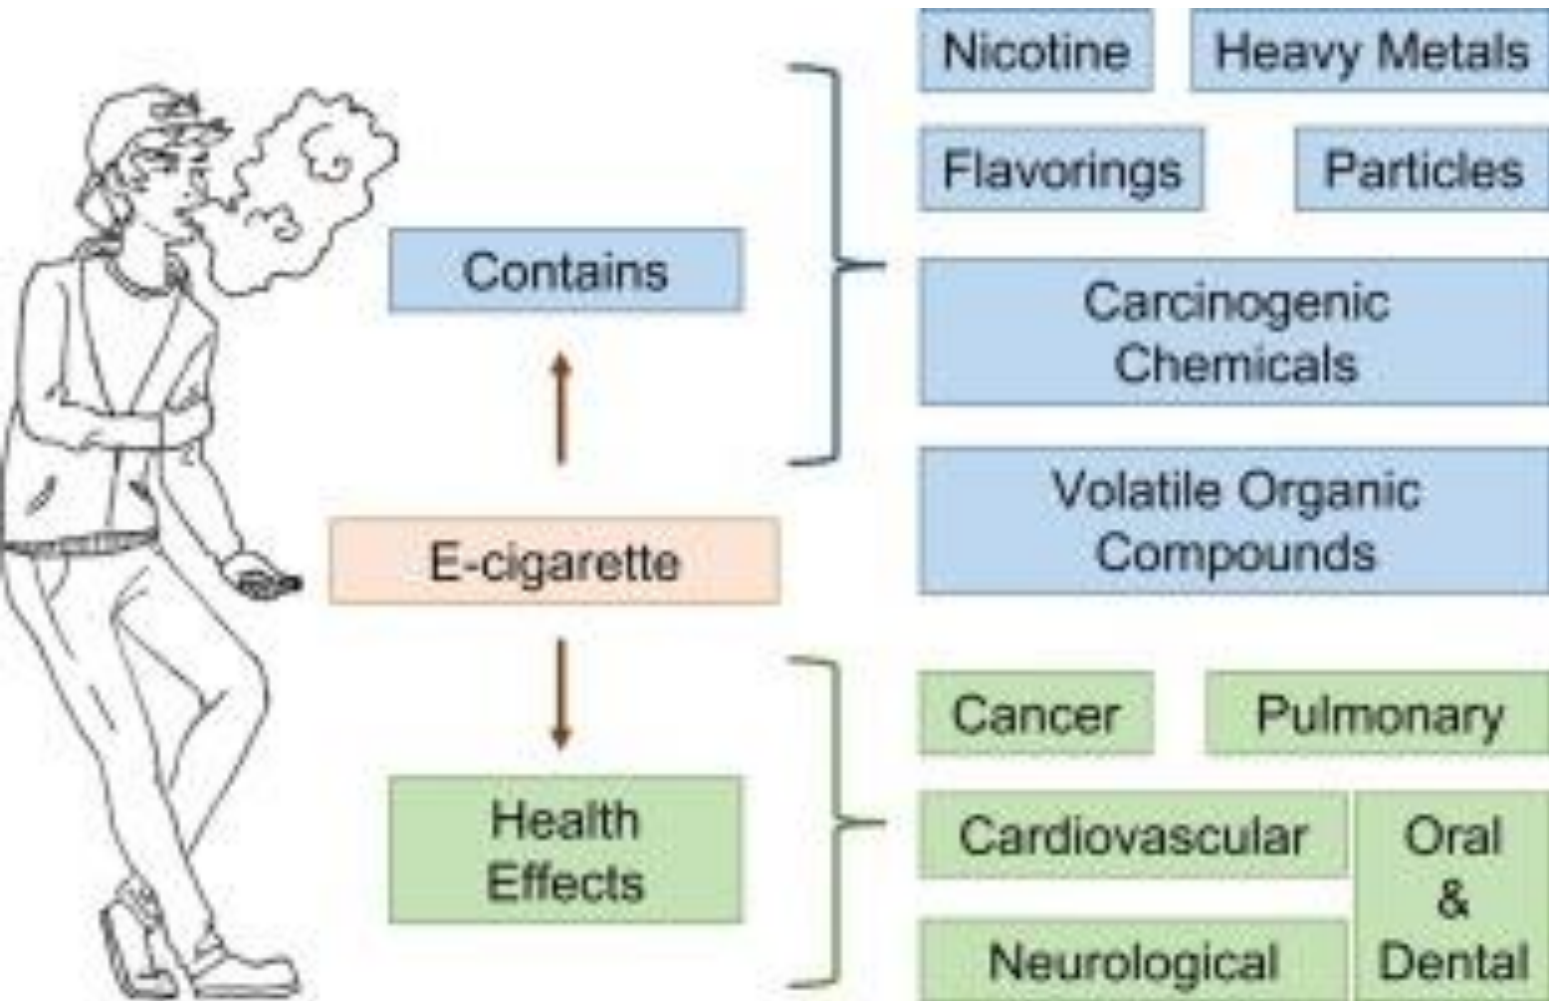 Nicotine
Heavy Metals
Flavorings
Particles
Contains
Carcinogenic
Chemicals
Volatile Organic
Compounds
E-cigarette
Cancer
Pulmonary
Health
Effects
Cardiovascular
Oral
&
Dental
Neurological